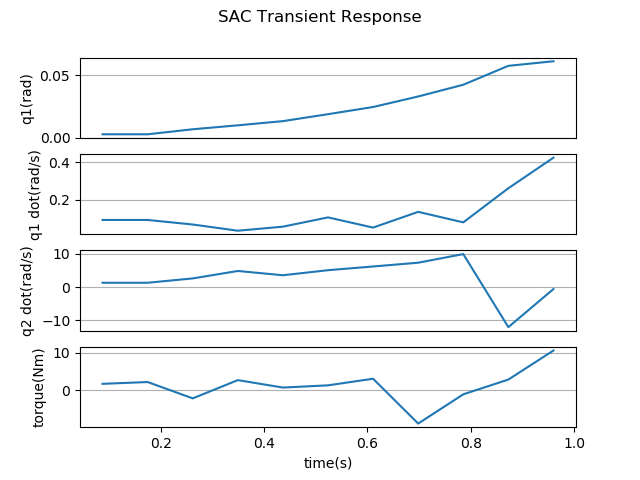 SAC Transient Response
q1(rad)
0.05
0.00
q1 dot(rad/s)
0.4
0.2
q2 dot(rad/s)
10
0
−10
torque(Nm)
10
0
0.2 0.4 0.6 0.8 1.0
time(s)